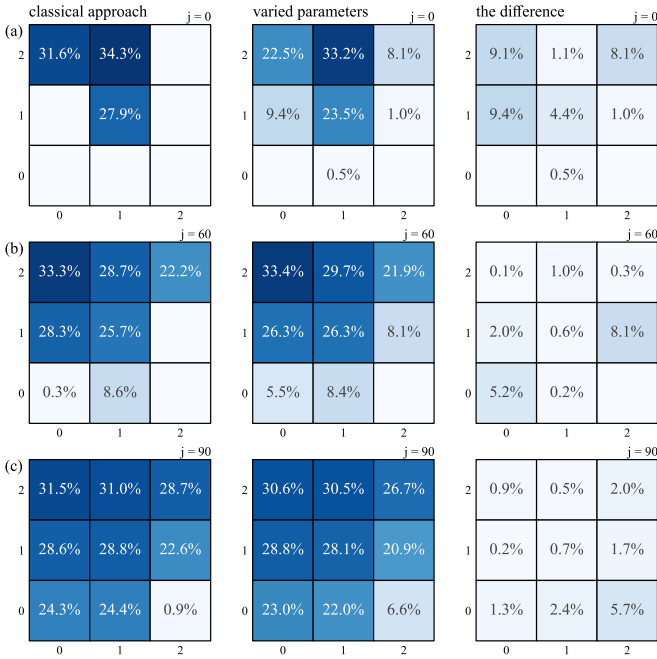 classical approach varied parameters the difference
j = 0 j = 0 j = 0
(a)
2 31.6% 34.3% 2 22.5% 33.2% 8.1% 2 9.1% 1.1% 8.1%
1 27.9% 1 9.4% 23.5% 1.0% 1 9.4% 4.4% 1.0%
0 0 0.5% 0 0.5%
0 1 2 0 1 2 0 1 2
j = 60 j = 60 j = 60
(b)
2 33.3% 28.7% 22.2% 2 33.4% 29.7% 21.9% 2 0.1% 1.0% 0.3%
1 28.3% 25.7% 1 26.3% 26.3% 8.1% 1 2.0% 0.6% 8.1%
0 0.3% 8.6% 0 5.5% 8.4% 0 5.2% 0.2%
0 1 2 0 1 2 0 1 2
j = 90 j = 90 j = 90
(c)
2 31.5% 31.0% 28.7% 2 30.6% 30.5% 26.7% 2 0.9% 0.5% 2.0%
1 28.6% 28.8% 22.6% 1 28.8% 28.1% 20.9% 1 0.2% 0.7% 1.7%
0 24.3% 24.4% 0.9% 0 23.0% 22.0% 6.6% 0 1.3% 2.4% 5.7%
0 1 2 0 1 2 0 1 2